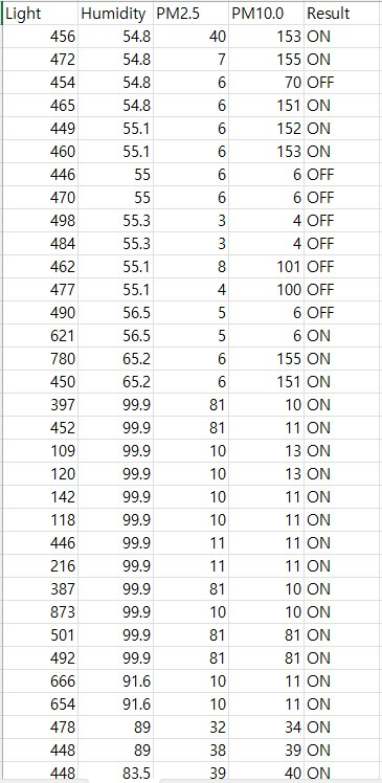 Light Humidity PM2.5 PM10.0 Result
456 54.8 40 153 ON
472 54.8 7 155 ON
454 54.8 6 70 OFF
465 54.8 6 151 ON
449 55.1 6 152 ON
460 55.1 6 153 ON
446 55 6 6 OFF
470 55 6 6 OFF
498 55.3 3 4 OFF
484 55.3 3 4 OFF
462 55.1 8 101 OFF
477 55.1 4 100 OFF
490 56.5 5 6 OFF
621 56.5 5 6 ON
780 65.2 6 155 ON
450 65.2 6 151 ON
397 99.9 81 10 ON
452 99.9 81 11 ON
109 99.9 10 13 ON
120 99.9 10 13 ON
142 99.9 10 11 ON
118 99.9 10 11 ON
446 99.9 11 11 ON
216 99.9 11 11 ON
387 99.9 81 10 ON
873 99.9 10 10 ON
501 99.9 81 81 ON
492 99.9 81 81 ON
666 91.6 10 11 ON
654 91.6 10 11 ON
478 89 32 34 ON
448 89 38 39 ON
448 83.5 39 40 ON